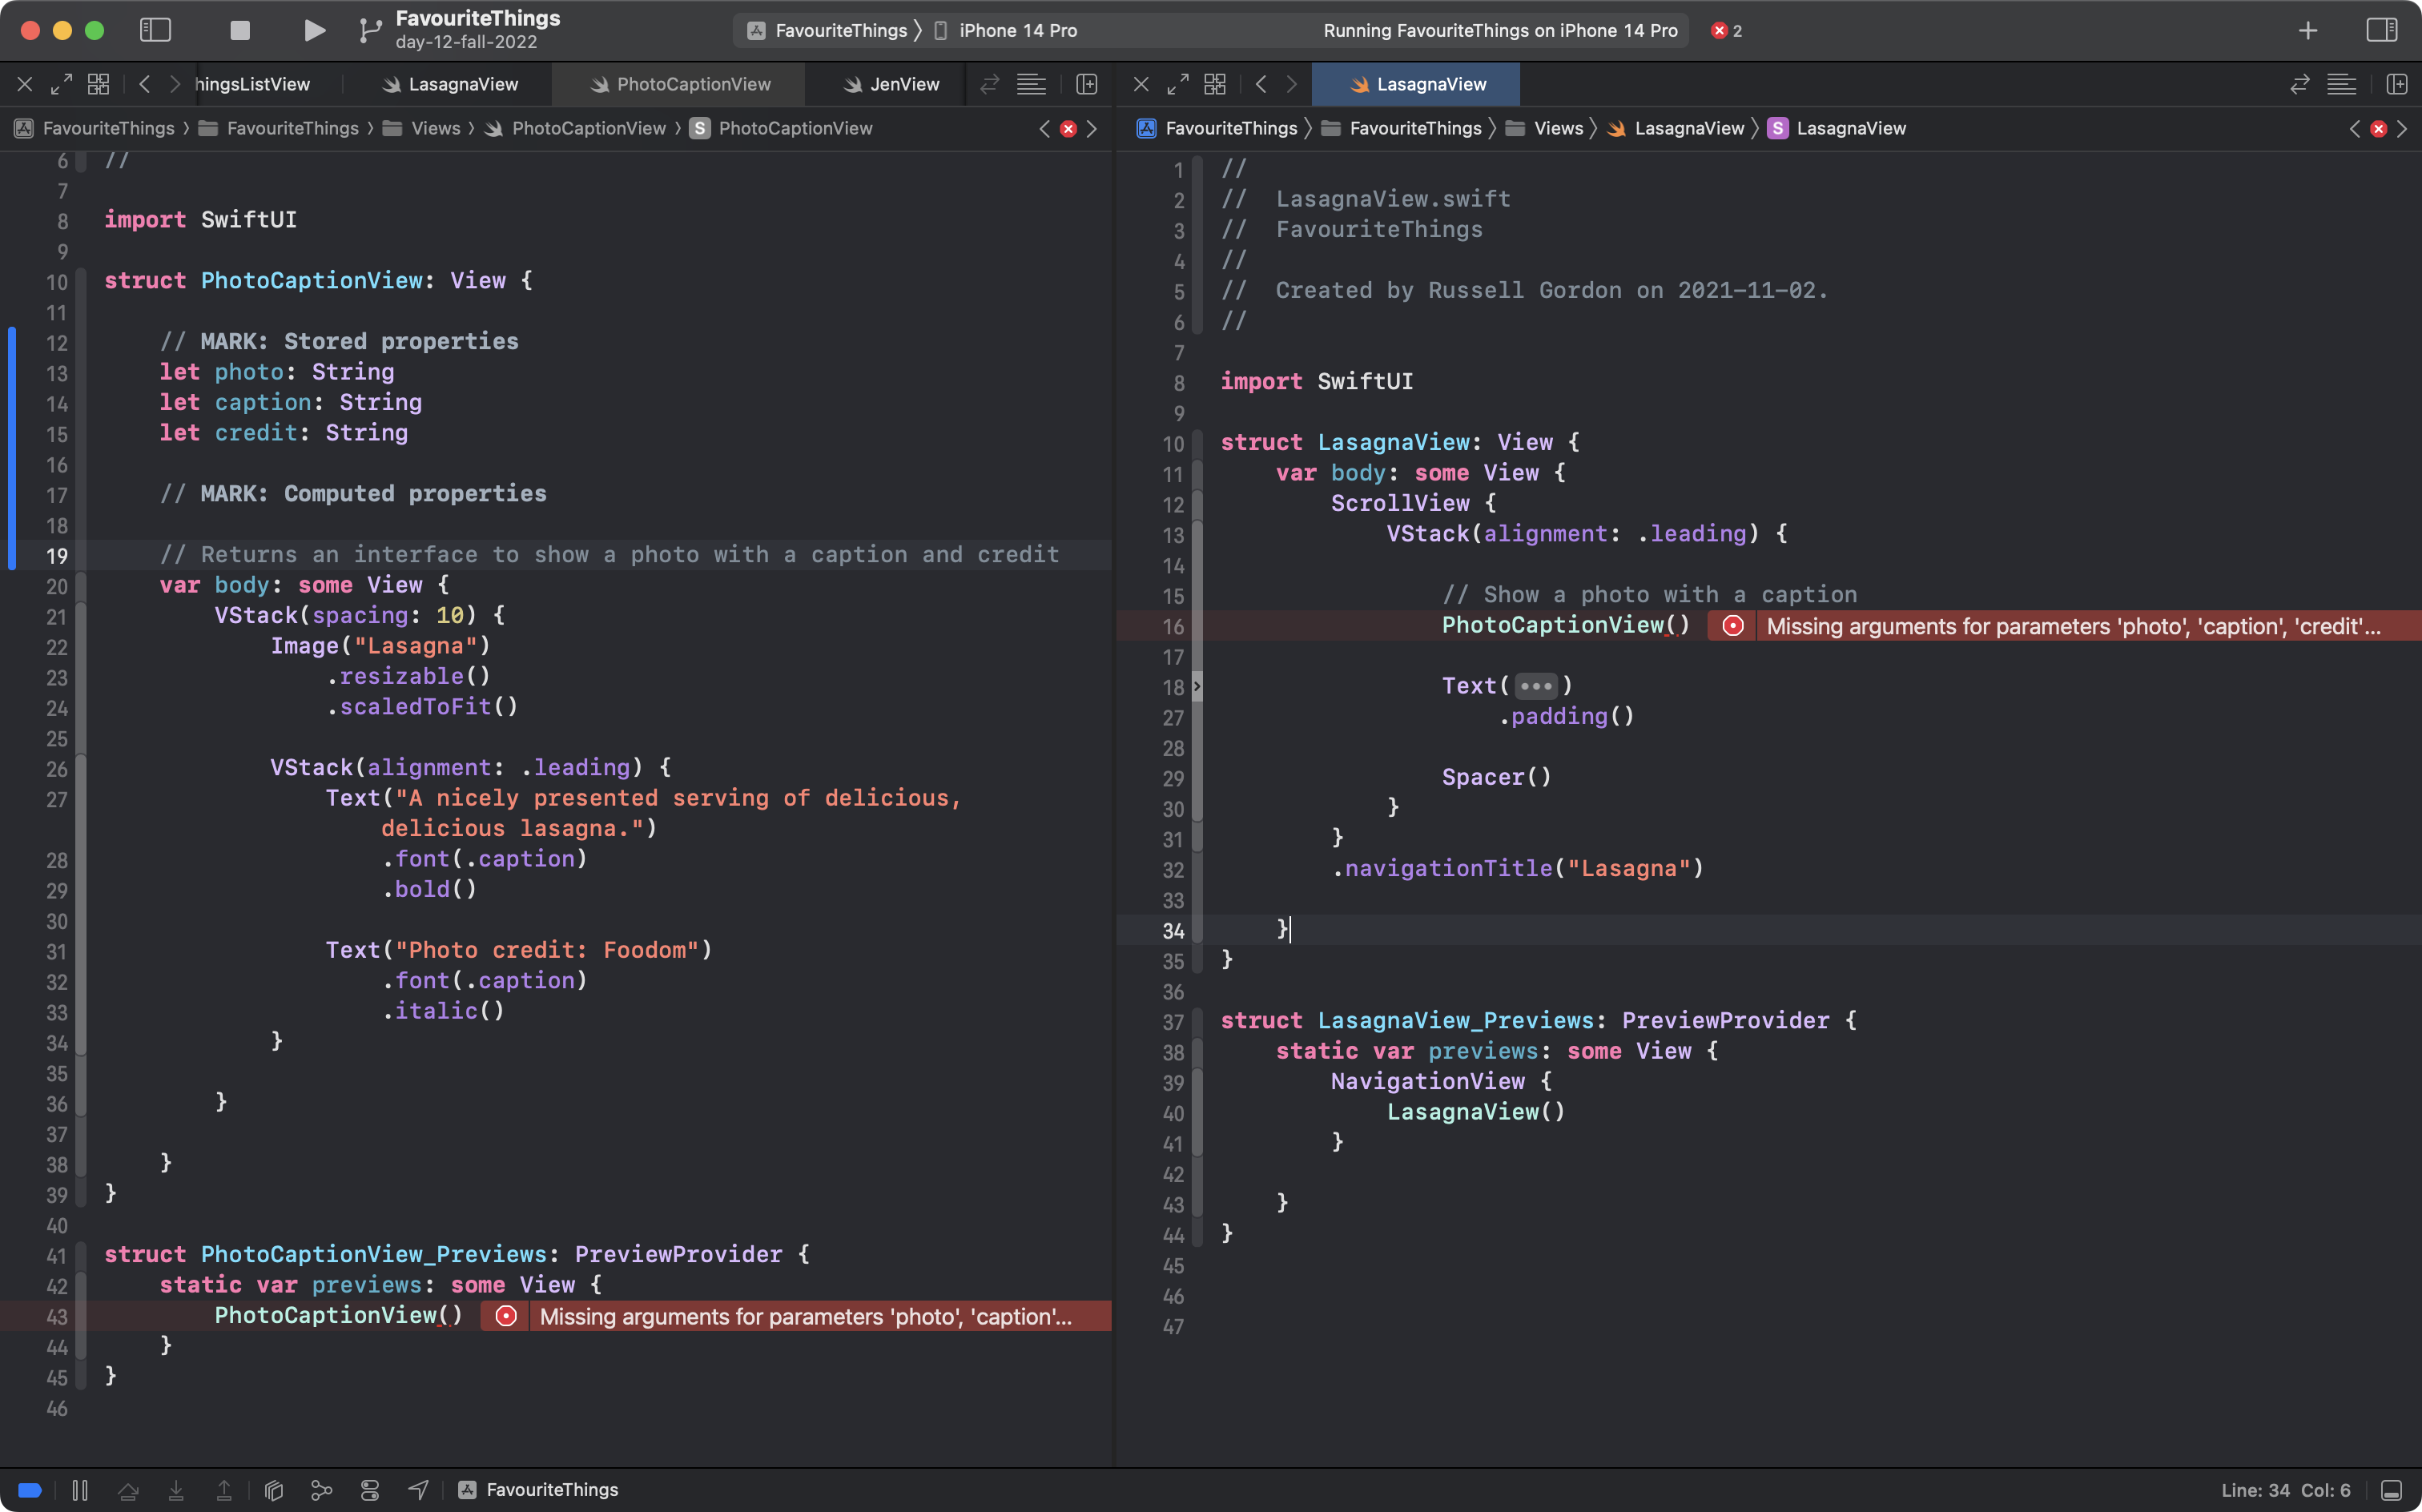 FavouriteThings
day-12-fall-2022
FavouriteThings 〉 iPhone 14 Pro
Running FavouriteThings on iPhone 14 Pro
2
hingsListView
LasagnaView
PhotoCaptionView
JenView
FavouriteThings 〉 FavouriteThings 〉 Views 〉 PhotoCaptionView 〉 S PhotoCaptionView
6 //
7
8 import SwiftUI
9
10 struct PhotoCaptionView: View {
11
12     // MARK: Stored properties
13     let photo: String
14     let caption: String
15     let credit: String
16
17     // MARK: Computed properties
18
19     // Returns an interface to show a photo with a caption and credit
20     var body: some View {
21         VStack(spacing: 10) {
22             Image("Lasagna")
23                 .resizable()
24                 .scaledToFit()
25
26             VStack(alignment: .leading) {
27                 Text("A nicely presented serving of delicious,
delicious lasagna.")
28                     .font(.caption)
29                     .bold()
30
31                 Text("Photo credit: Foodom")
32                     .font(.caption)
33                     .italic()
34             }
35
36         }
37
38     }
39 }
40
41 struct PhotoCaptionView_Previews: PreviewProvider {
42     static var previews: some View {
43         PhotoCaptionView() Missing arguments for parameters 'photo', 'caption'...
44     }
45 }
46
LasagnaView
FavouriteThings 〉 FavouriteThings 〉 Views 〉 LasagnaView 〉 S LasagnaView
1 //
2 //  LasagnaView.swift
3 //  FavouriteThings
4 //
5 //  Created by Russell Gordon on 2021-11-02.
6 //
7
8 import SwiftUI
9
10 struct LasagnaView: View {
11     var body: some View {
12         ScrollView {
13             VStack(alignment: .leading) {
14
15                 // Show a photo with a caption
16                 PhotoCaptionView() Missing arguments for parameters 'photo', 'caption', 'credit'...
17
18                 Text(•••)
27                     .padding()
28
29                 Spacer()
30             }
31         }
32         .navigationTitle("Lasagna")
33
34     }
35 }
36
37 struct LasagnaView_Previews: PreviewProvider {
38     static var previews: some View {
39         NavigationView {
40             LasagnaView()
41         }
42
43     }
44 }
45
46
47
FavouriteThings
Line: 34 Col: 6